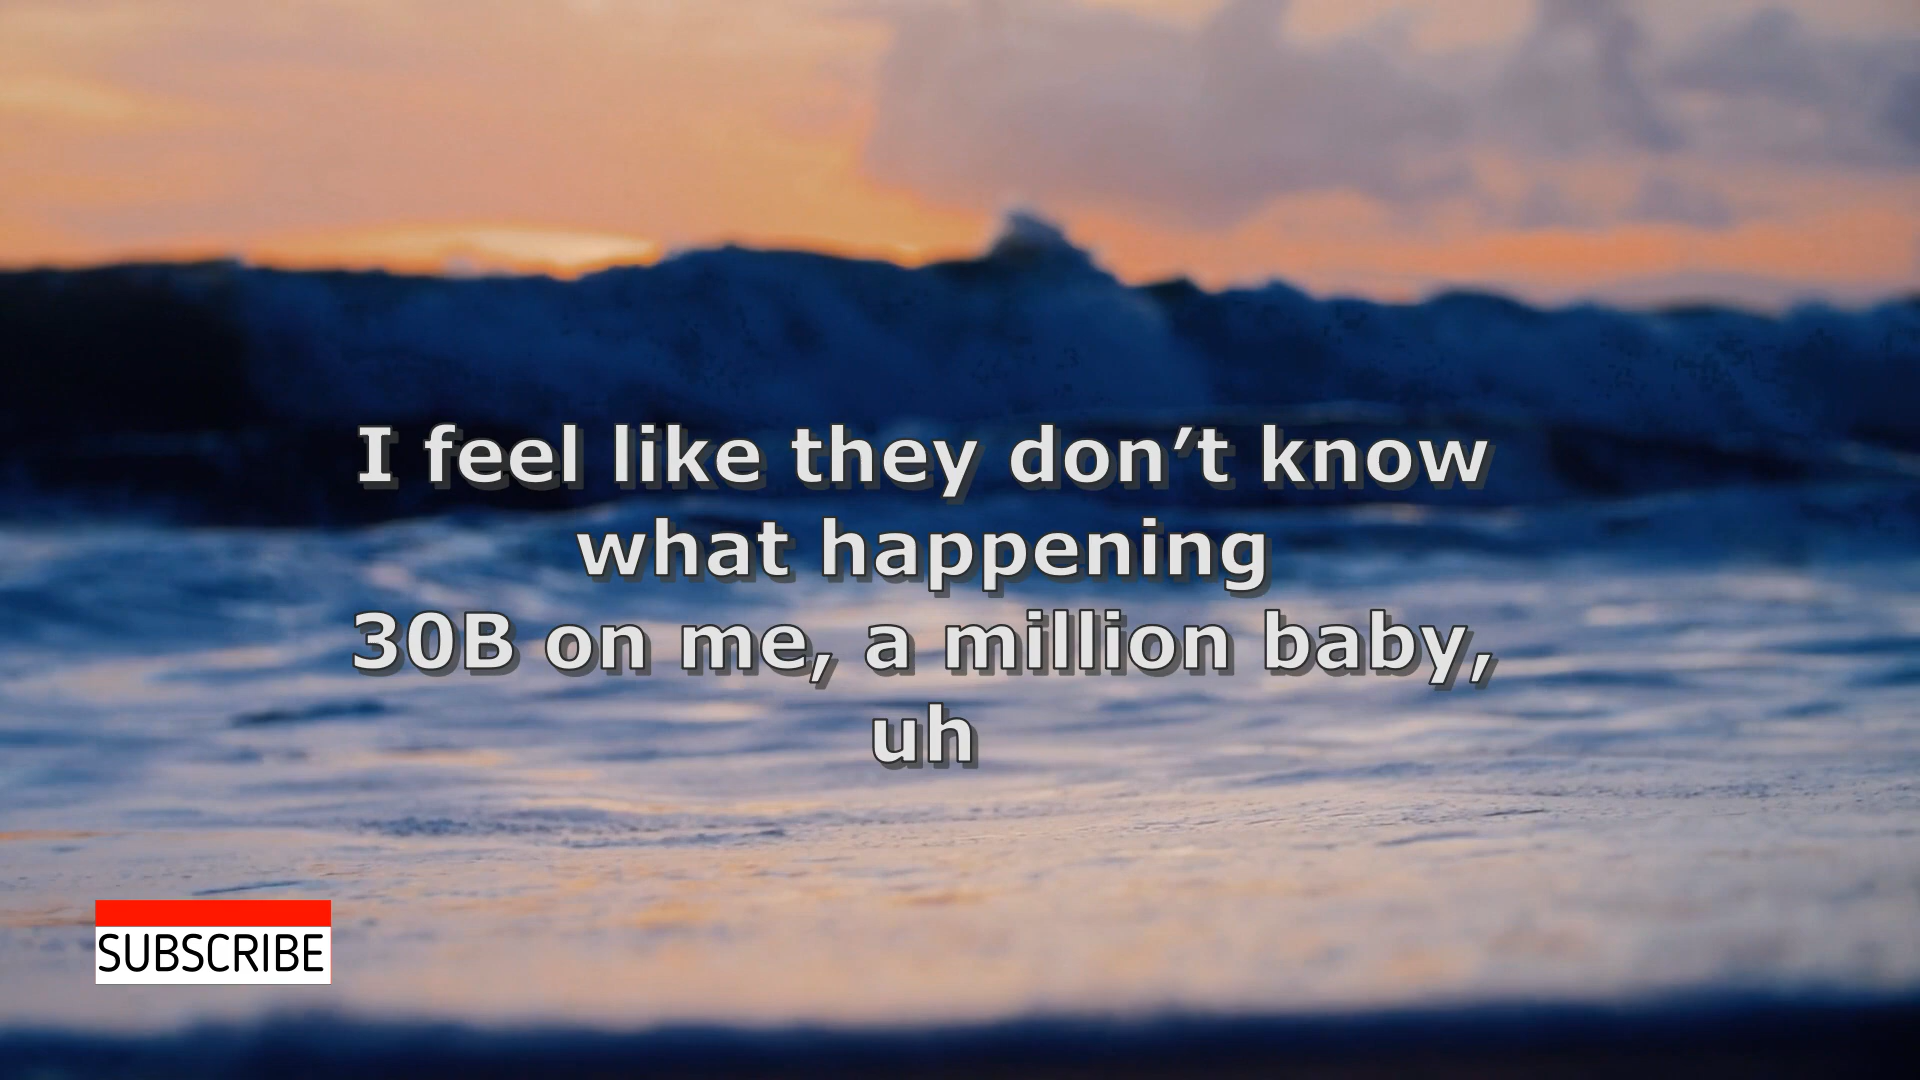 I feel like they don’t know
what happening
30B on me, a million baby,
uh
SUBSCRIBE